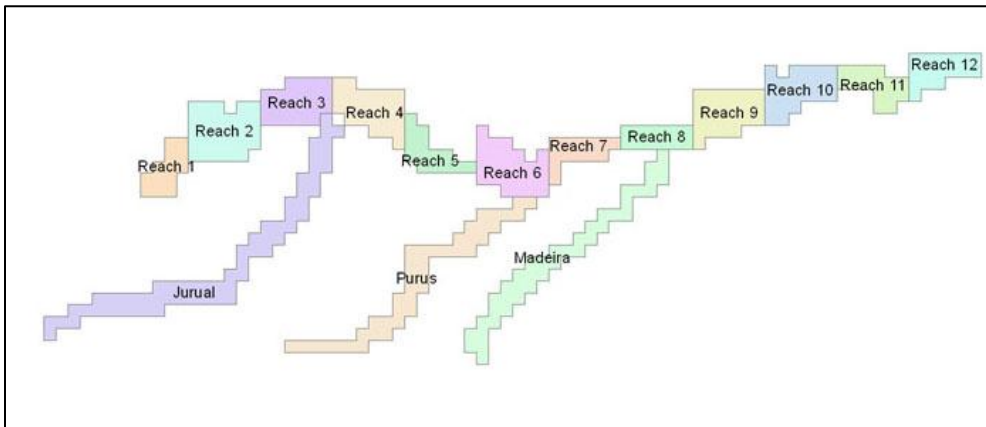 Reach 1
Reach 2
Reach 3
Reach 4
Reach 5
Reach 6
Reach 7
Reach 8
Reach 9
Reach 10
Reach 11
Reach 12
Jurual
Purus
Madeira